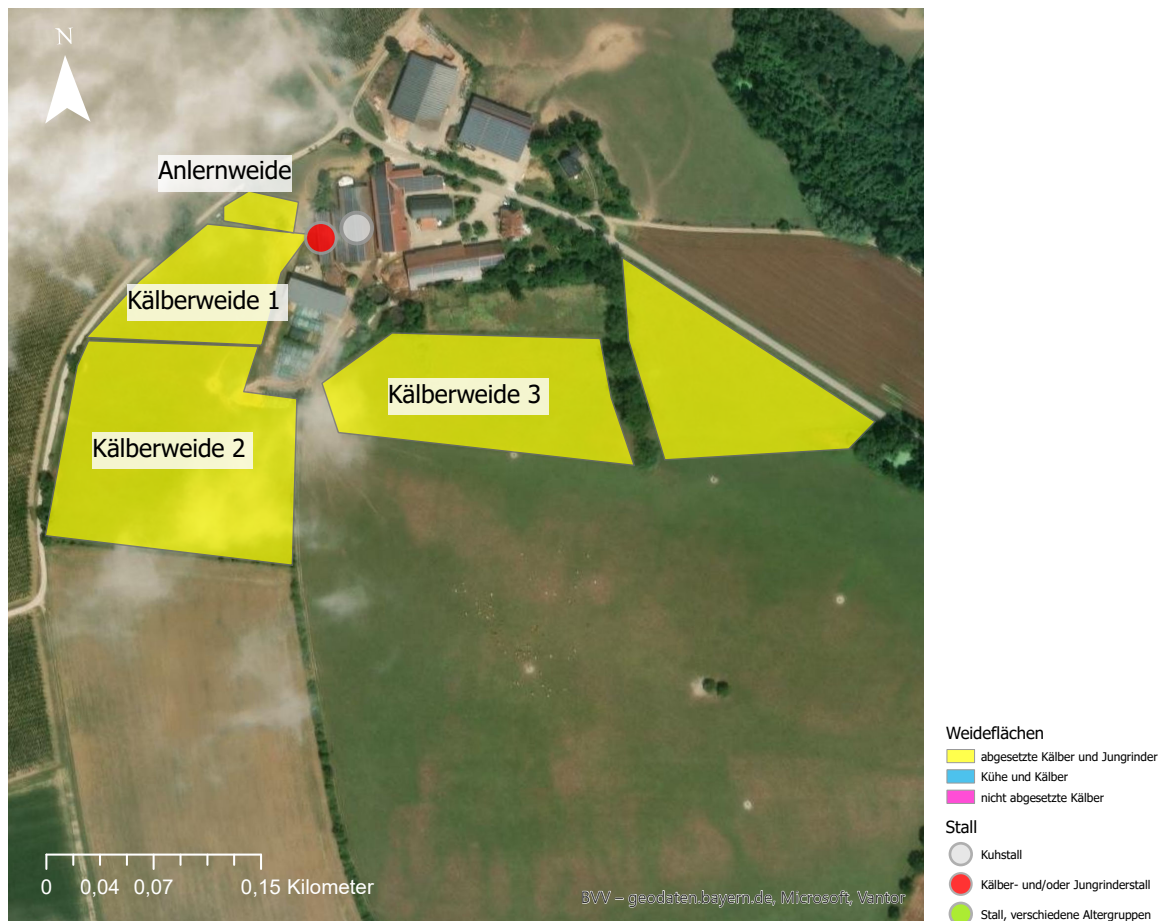 N
Anlernweide
Kälberweide 1
Kälberweide 3
Kälberweide 2
0 0,04 0,07 0,15 Kilometer
BVV – geodaten.bayern.de, Microsoft, Vantor
Weideflächen
abgesetzte Kälber und Jungrinder
Kühe und Kälber
nicht abgesetzte Kälber
Stall
Kuhstall
Kälber- und/oder Jungrinderstall
Stall, verschiedene Altergruppen